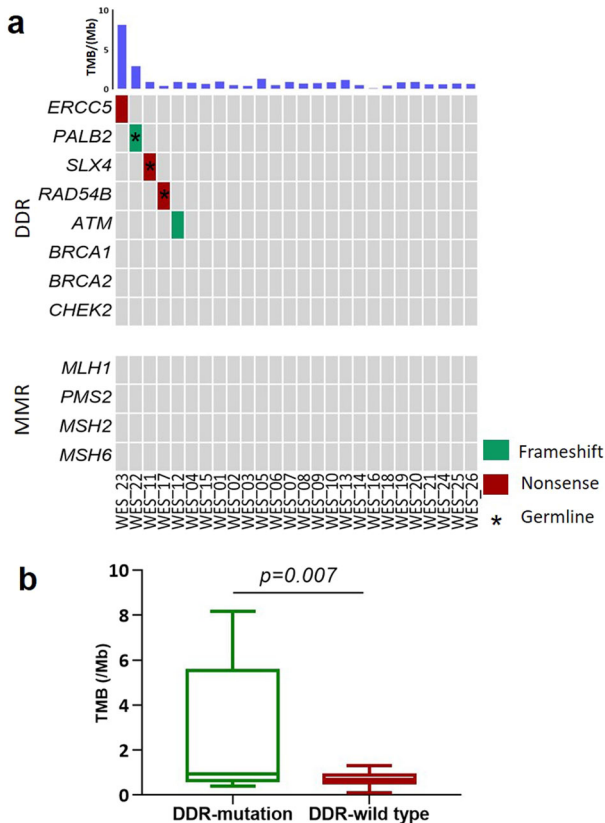 a
TMB/(Mb)
10
5
0
DDR
ERCC5
PALB2
*
SLX4
*
RAD54B
*
ATM
BRCA1
BRCA2
CHEK2
MMR
MLH1
PMS2
MSH2
MSH6
WES_23
WES_22
WES_11
WES_17
WES_12
WES_04
WES_15
WES_01
WES_02
WES_03
WES_05
WES_06
WES_07
WES_08
WES_09
WES_10
WES_13
WES_14
WES_16
WES_18
WES_19
WES_20
WES_21
WES_24
WES_25
WES_26
Frameshift
Nonsense
* Germline
b
p=0.007
TMB (/Mb)
10
8
6
4
2
0
DDR-mutation DDR-wild type